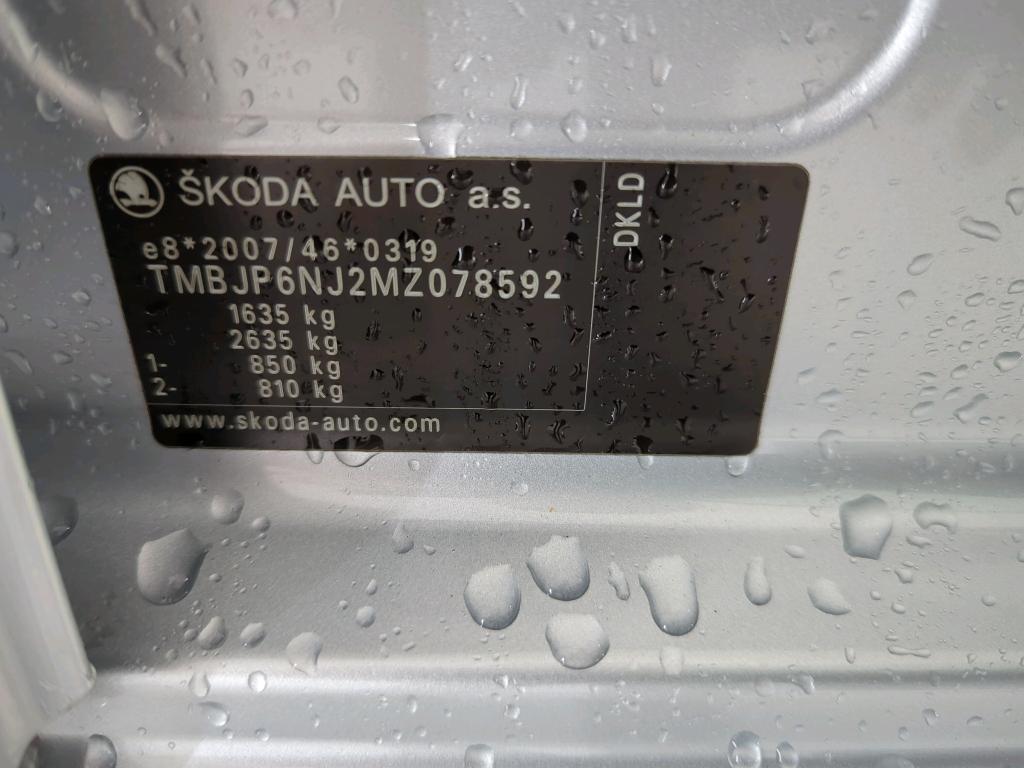 ŠKODA AUTO a.s.
e8*2007/46*0319
TMBJP6NJ2MZ078592
1635 kg
2635 kg
1- 850 kg
2- 810 kg
www.skoda-auto.com
DKLD